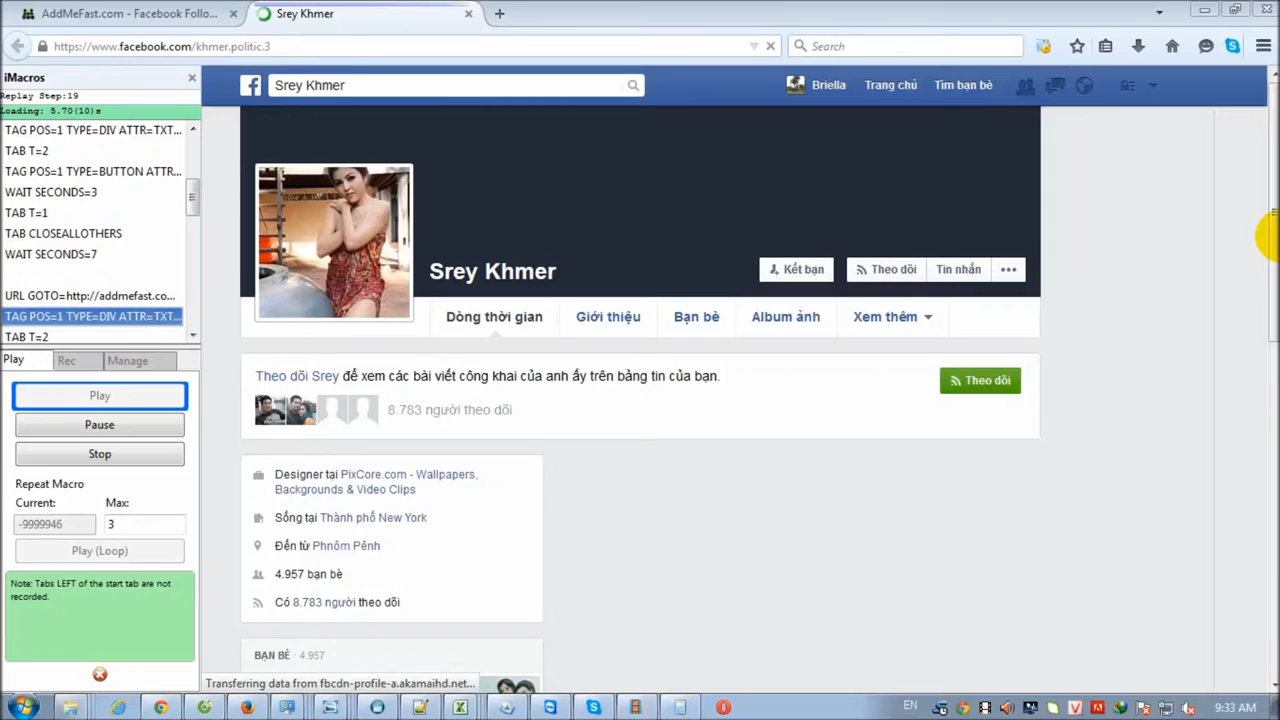 AddMeFast.com - Facebook Follo...
Srey Khmer
https://www.facebook.com/khmer.politic.3
Search
iMacros
Replay Step:19
Loading: 5.70(10)s
TAG POS=1 TYPE=DIV ATTR=TXT...
TAB T=2
TAG POS=1 TYPE=BUTTON ATTR...
WAIT SECONDS=3
TAB T=1
TAB CLOSEALLOTHERS
WAIT SECONDS=7
URL GOTO=http://addmefast.co...
TAG POS=1 TYPE=DIV ATTR=TXT...
TAB T=2
Play Rec Manage
Play
Pause
Stop
Repeat Macro
Current: Max:
-9999946 3
Play (Loop)
Note: Tabs LEFT of the start tab are not
recorded.
Srey Khmer
Briella Trang chủ Tìm bạn bè
Srey Khmer
Kết bạn Theo dõi Tin nhắn
Dòng thời gian Giới thiệu Bạn bè Album ảnh Xem thêm
Theo dõi Srey để xem các bài viết công khai của anh ấy trên bảng tin của bạn.
Theo dõi
8.783 người theo dõi
Designer tại PixCore.com - Wallpapers,
Backgrounds & Video Clips
Sống tại Thành phố New York
Đến từ Phnôm Pênh
4.957 bạn bè
Có 8.783 người theo dõi
BẠN BÈ · 4.957
Transferring data from fbcdn-profile-a.akamaihd.net...
EN
9:33 AM